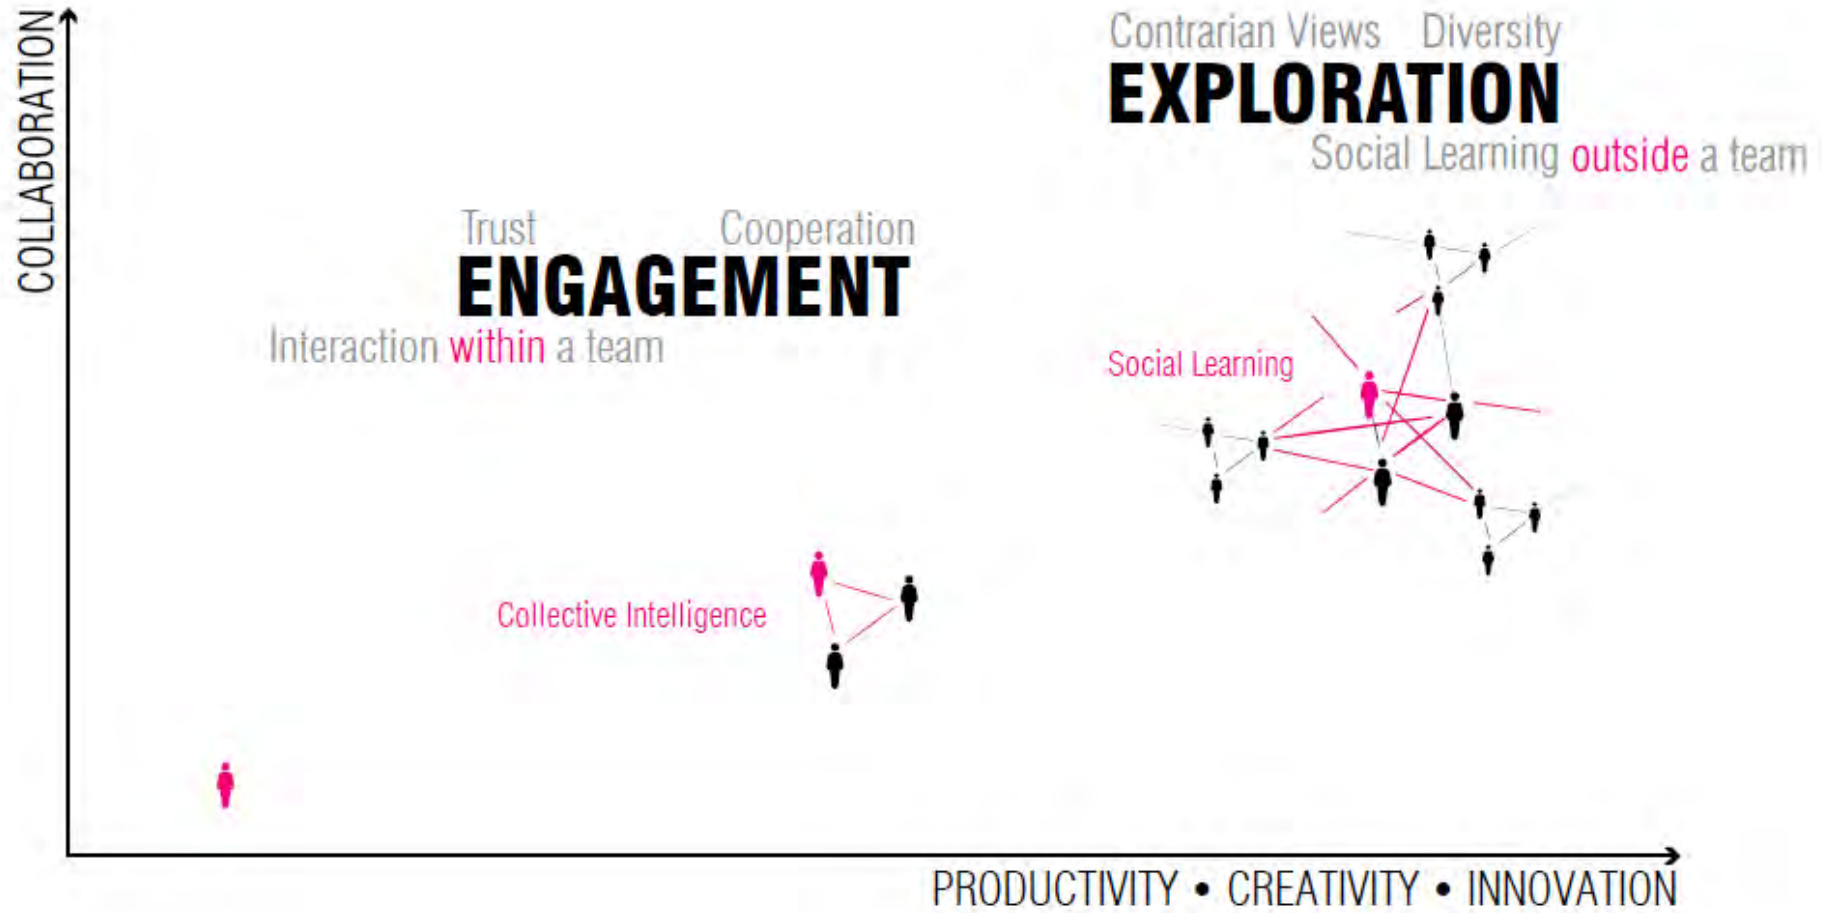 COLLABORATION
Contrarian Views Diversity
EXPLORATION
Social Learning outside a team
Trust Cooperation
ENGAGEMENT
Interaction within a team
Social Learning
Collective Intelligence
PRODUCTIVITY • CREATIVITY • INNOVATION